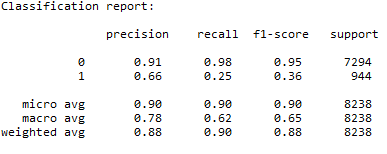 Classification report:
precision recall f1-score support
0 0.91 0.98 0.95 7294
1 0.66 0.25 0.36 944
micro avg 0.90 0.90 0.90 8238
macro avg 0.78 0.62 0.65 8238
weighted avg 0.88 0.90 0.88 8238